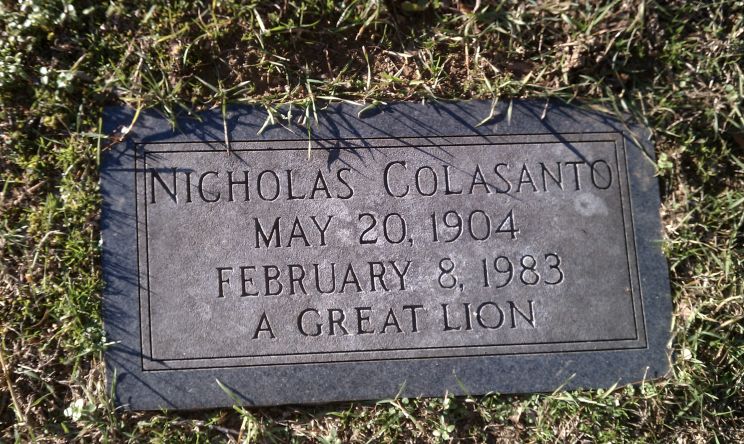 NICHOLAS COLASANTO
MAY 20, 1904
FEBRUARY 8, 1983
A GREAT LION